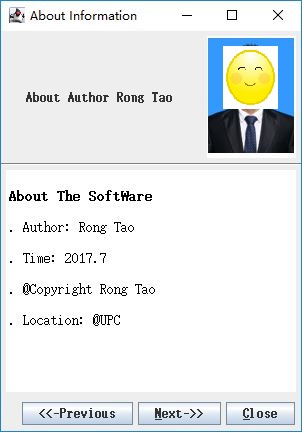 About Information
About Author Rong Tao
About The SoftWare
. Author: Rong Tao
. Time: 2017.7
. @Copyright Rong Tao
. Location: @UPC
<<-Previous
Next->>
Close